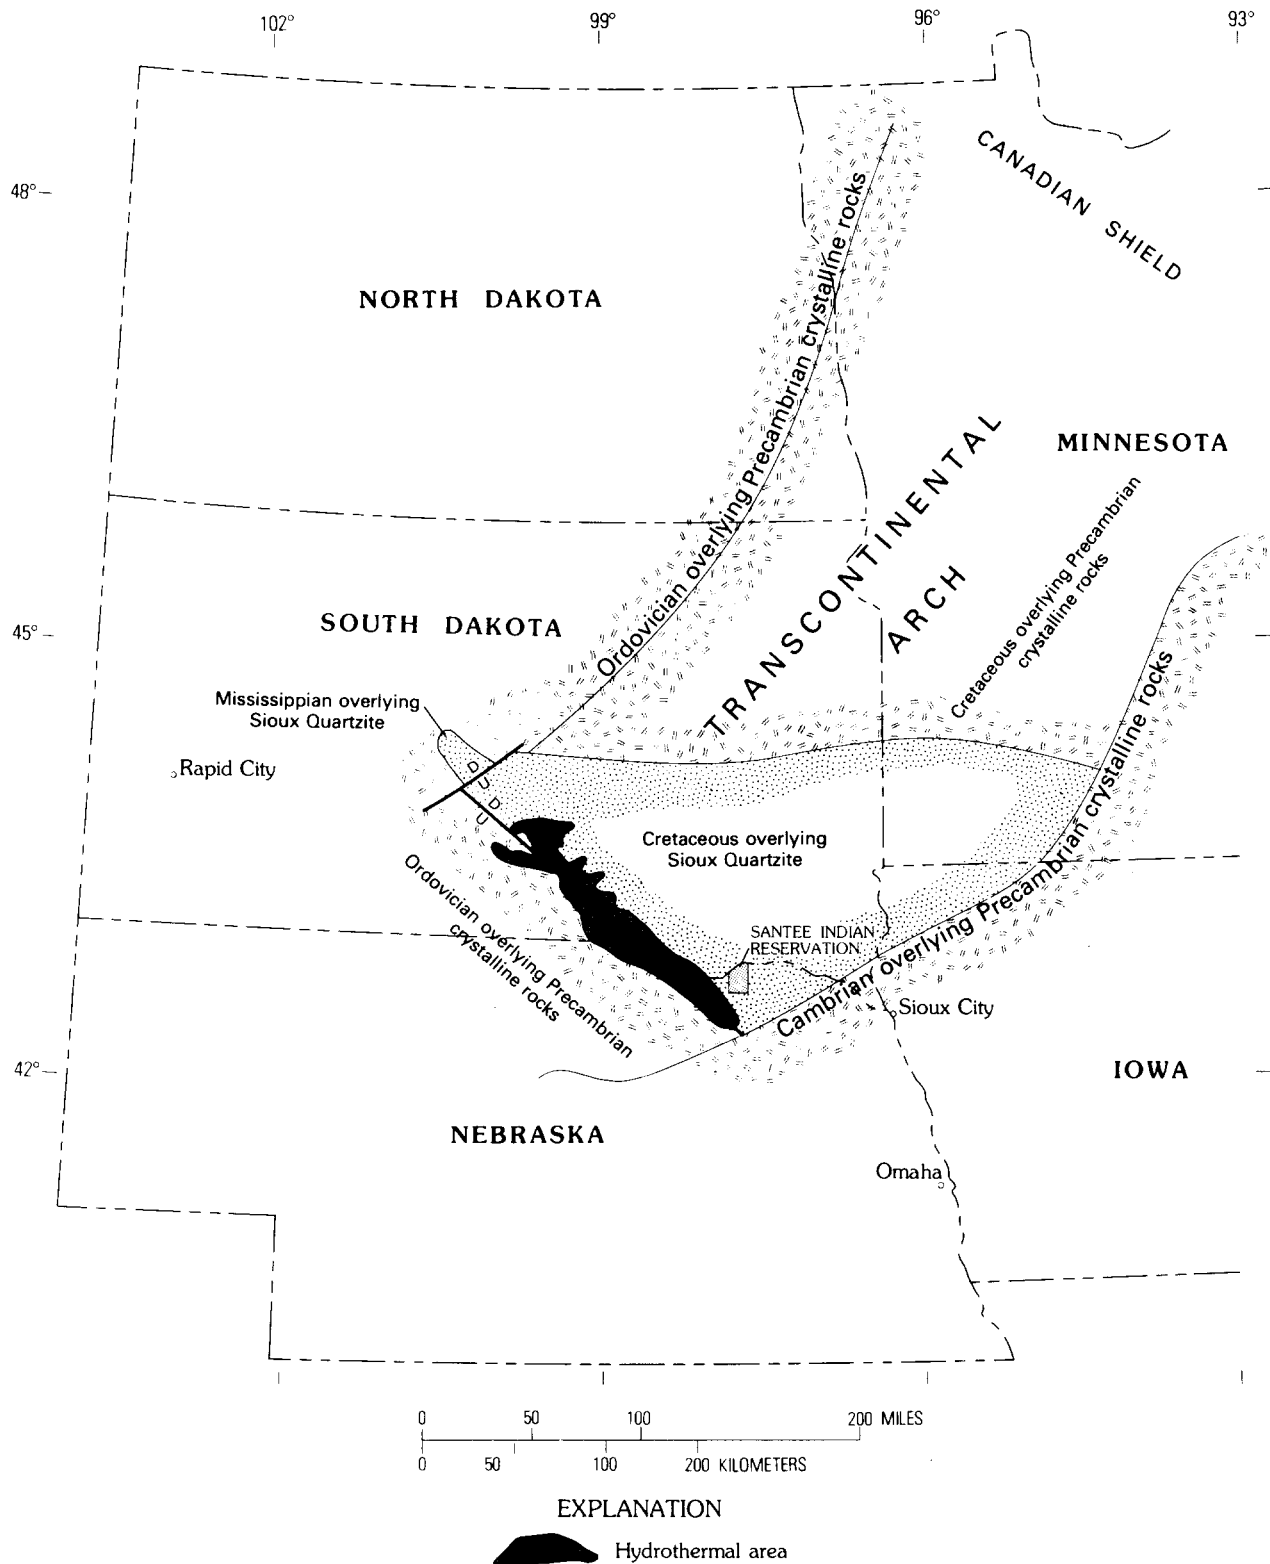 102°
99°
96°
93°
48°
45°
42°
CANADIAN SHIELD
NORTH DAKOTA
MINNESOTA
Ordovician overlying Precambrian crystalline rocks
TRANSCONTINENTAL
ARCH
Cretaceous overlying Precambrian
crystalline rocks
SOUTH DAKOTA
Mississippian overlying
Sioux Quartzite
Rapid City
D
U
D
U
Cretaceous overlying
Sioux Quartzite
Ordovician overlying Precambrian
crystalline rocks
SANTEE INDIAN
RESERVATION
Cambrian overlying Precambrian crystalline rocks
Sioux City
IOWA
NEBRASKA
Omaha
0 50 100 200 MILES
0 50 100 200 KILOMETERS
EXPLANATION
Hydrothermal area